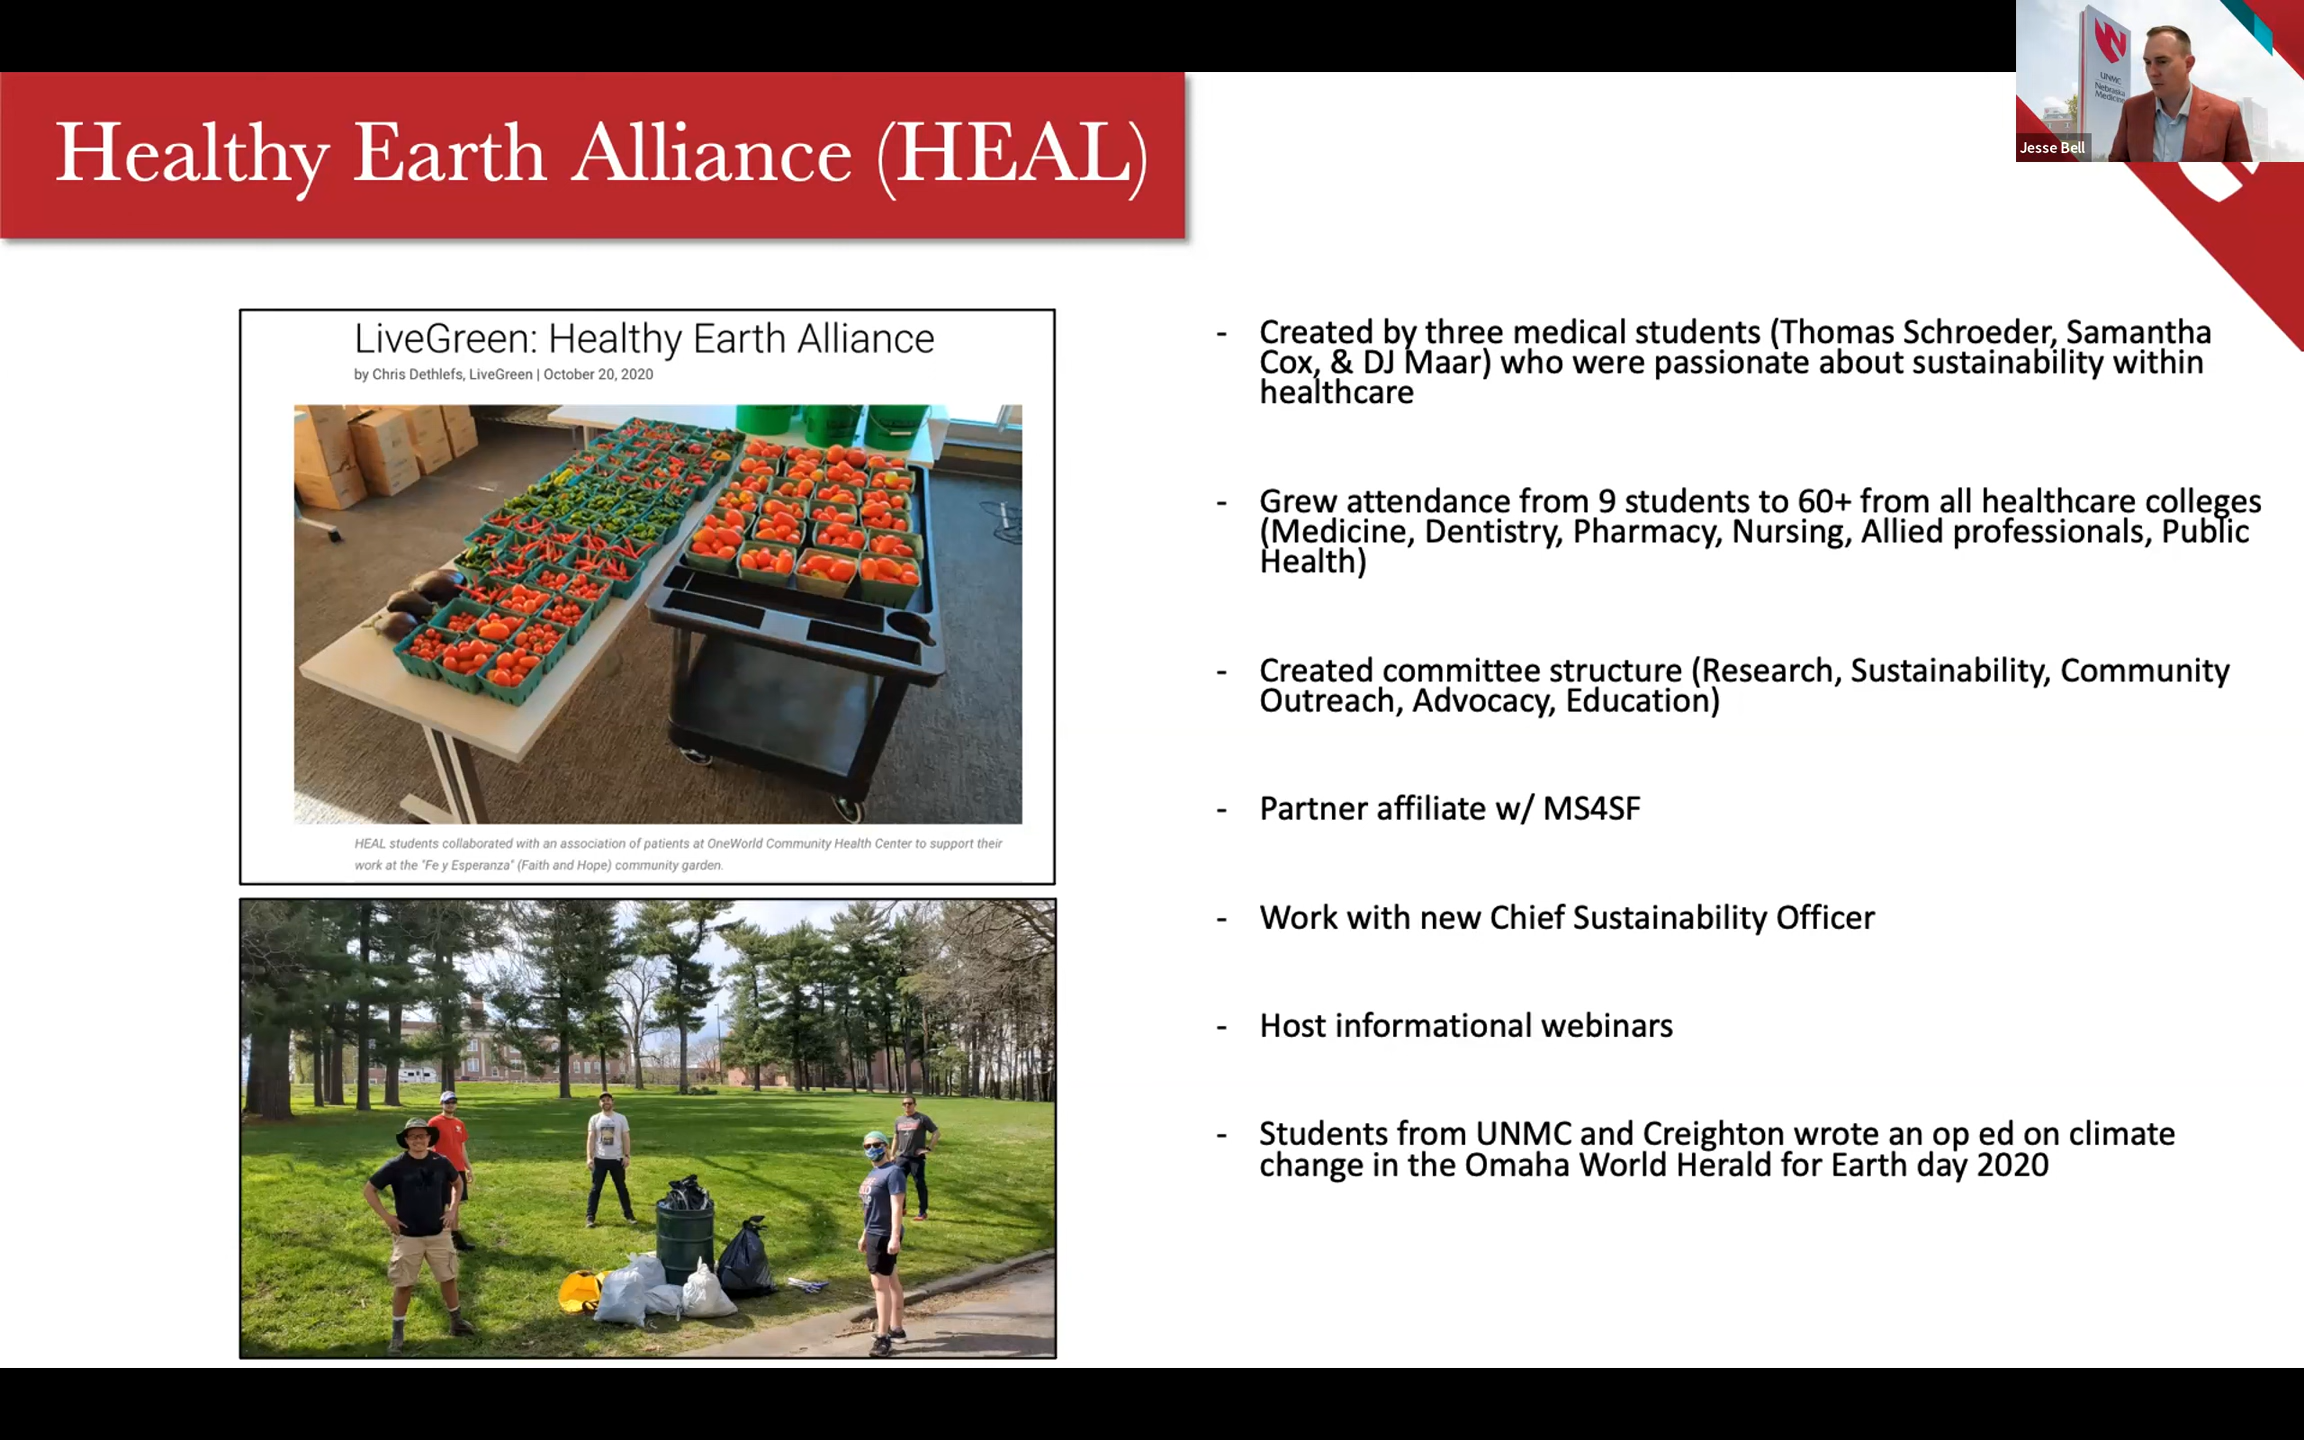 Healthy Earth Alliance (HEAL)
UNMC
Nebraska
Medicine
Jesse Bell
LiveGreen: Healthy Earth Alliance
by Chris Dethlefs, LiveGreen | October 20, 2020
HEAL students collaborated with an association of patients at OneWorld Community Health Center to support their
work at the "Fe y Esperanza" (Faith and Hope) community garden.
- Created by three medical students (Thomas Schroeder, Samantha
Cox, & DJ Maar) who were passionate about sustainability within
healthcare
- Grew attendance from 9 students to 60+ from all healthcare colleges
(Medicine, Dentistry, Pharmacy, Nursing, Allied professionals, Public
Health)
- Created committee structure (Research, Sustainability, Community
Outreach, Advocacy, Education)
- Partner affiliate w/ MS4SF
- Work with new Chief Sustainability Officer
- Host informational webinars
- Students from UNMC and Creighton wrote an op ed on climate
change in the Omaha World Herald for Earth day 2020